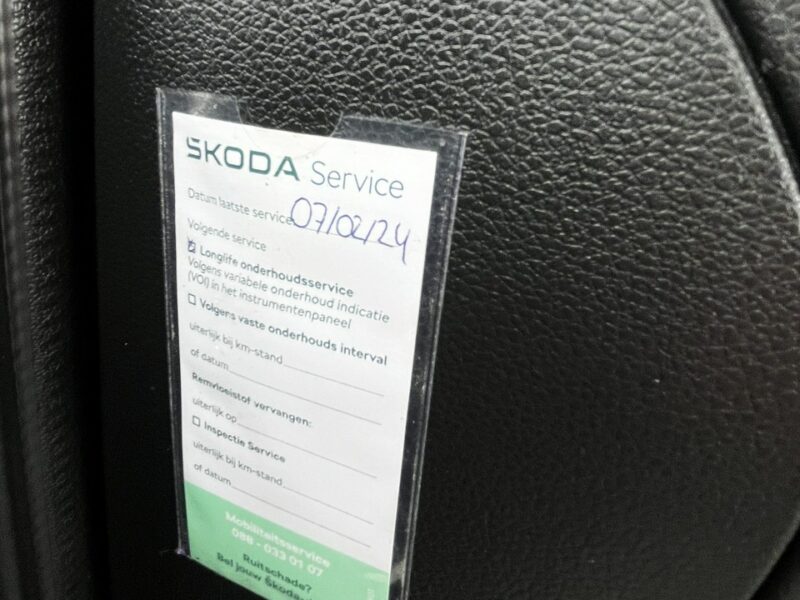 ŠKODA Service
Datum laatste service 07/02/24
Volgende service
Longlife onderhoudsservice
Volgens variabele onderhoud indicatie
(VOI) in het instrumentenpaneel
Volgens vaste onderhouds interval
uiterlijk bij km-stand
of datum
Remvloeistof vervangen:
uiterlijk op
Inspectie Service
uiterlijk bij km-stand
of datum
Mobiliteitsservice
088 - 033 01 07
Ruitschade?
Bel jouw Škoda